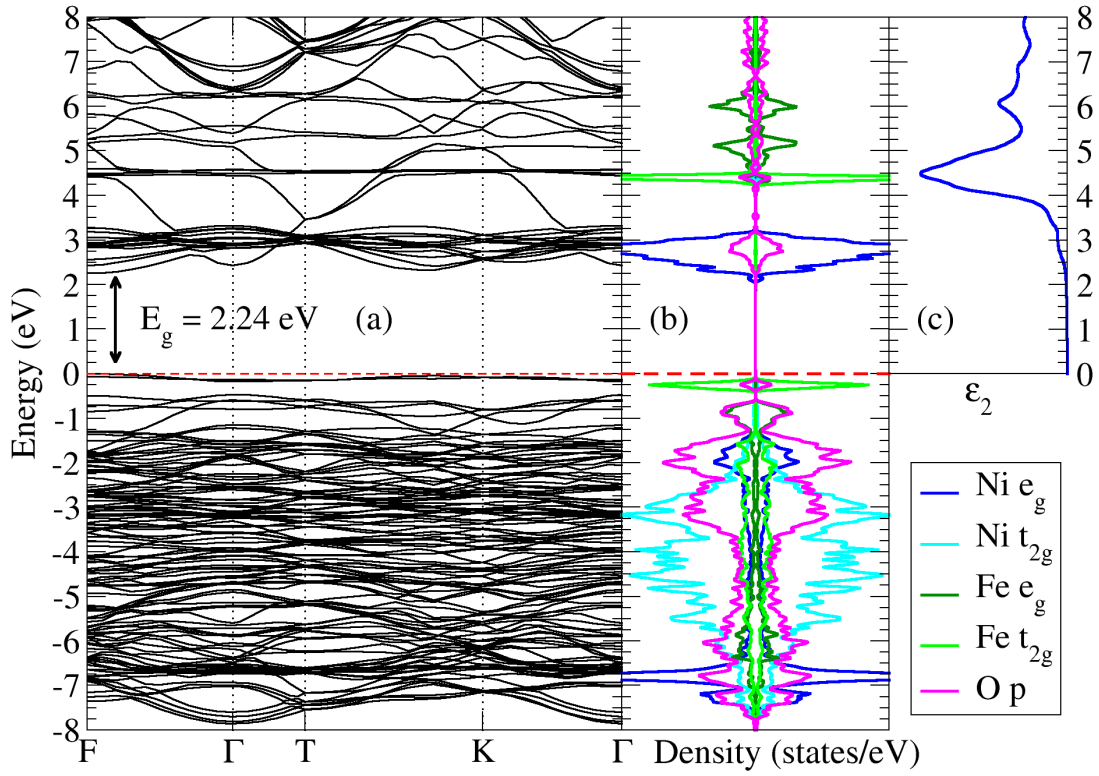 8
7
6
5
4
3
2
1
0
-1
-2
-3
-4
-5
-6
-7
-8
Energy (eV)
E_g = 2.24 eV
(a)
F Γ T K Γ
(b)
Density (states/eV)
(c)
8
7
6
5
4
3
2
1
0
ε_2
Ni e_g
Ni t_2g
Fe e_g
Fe t_2g
O p